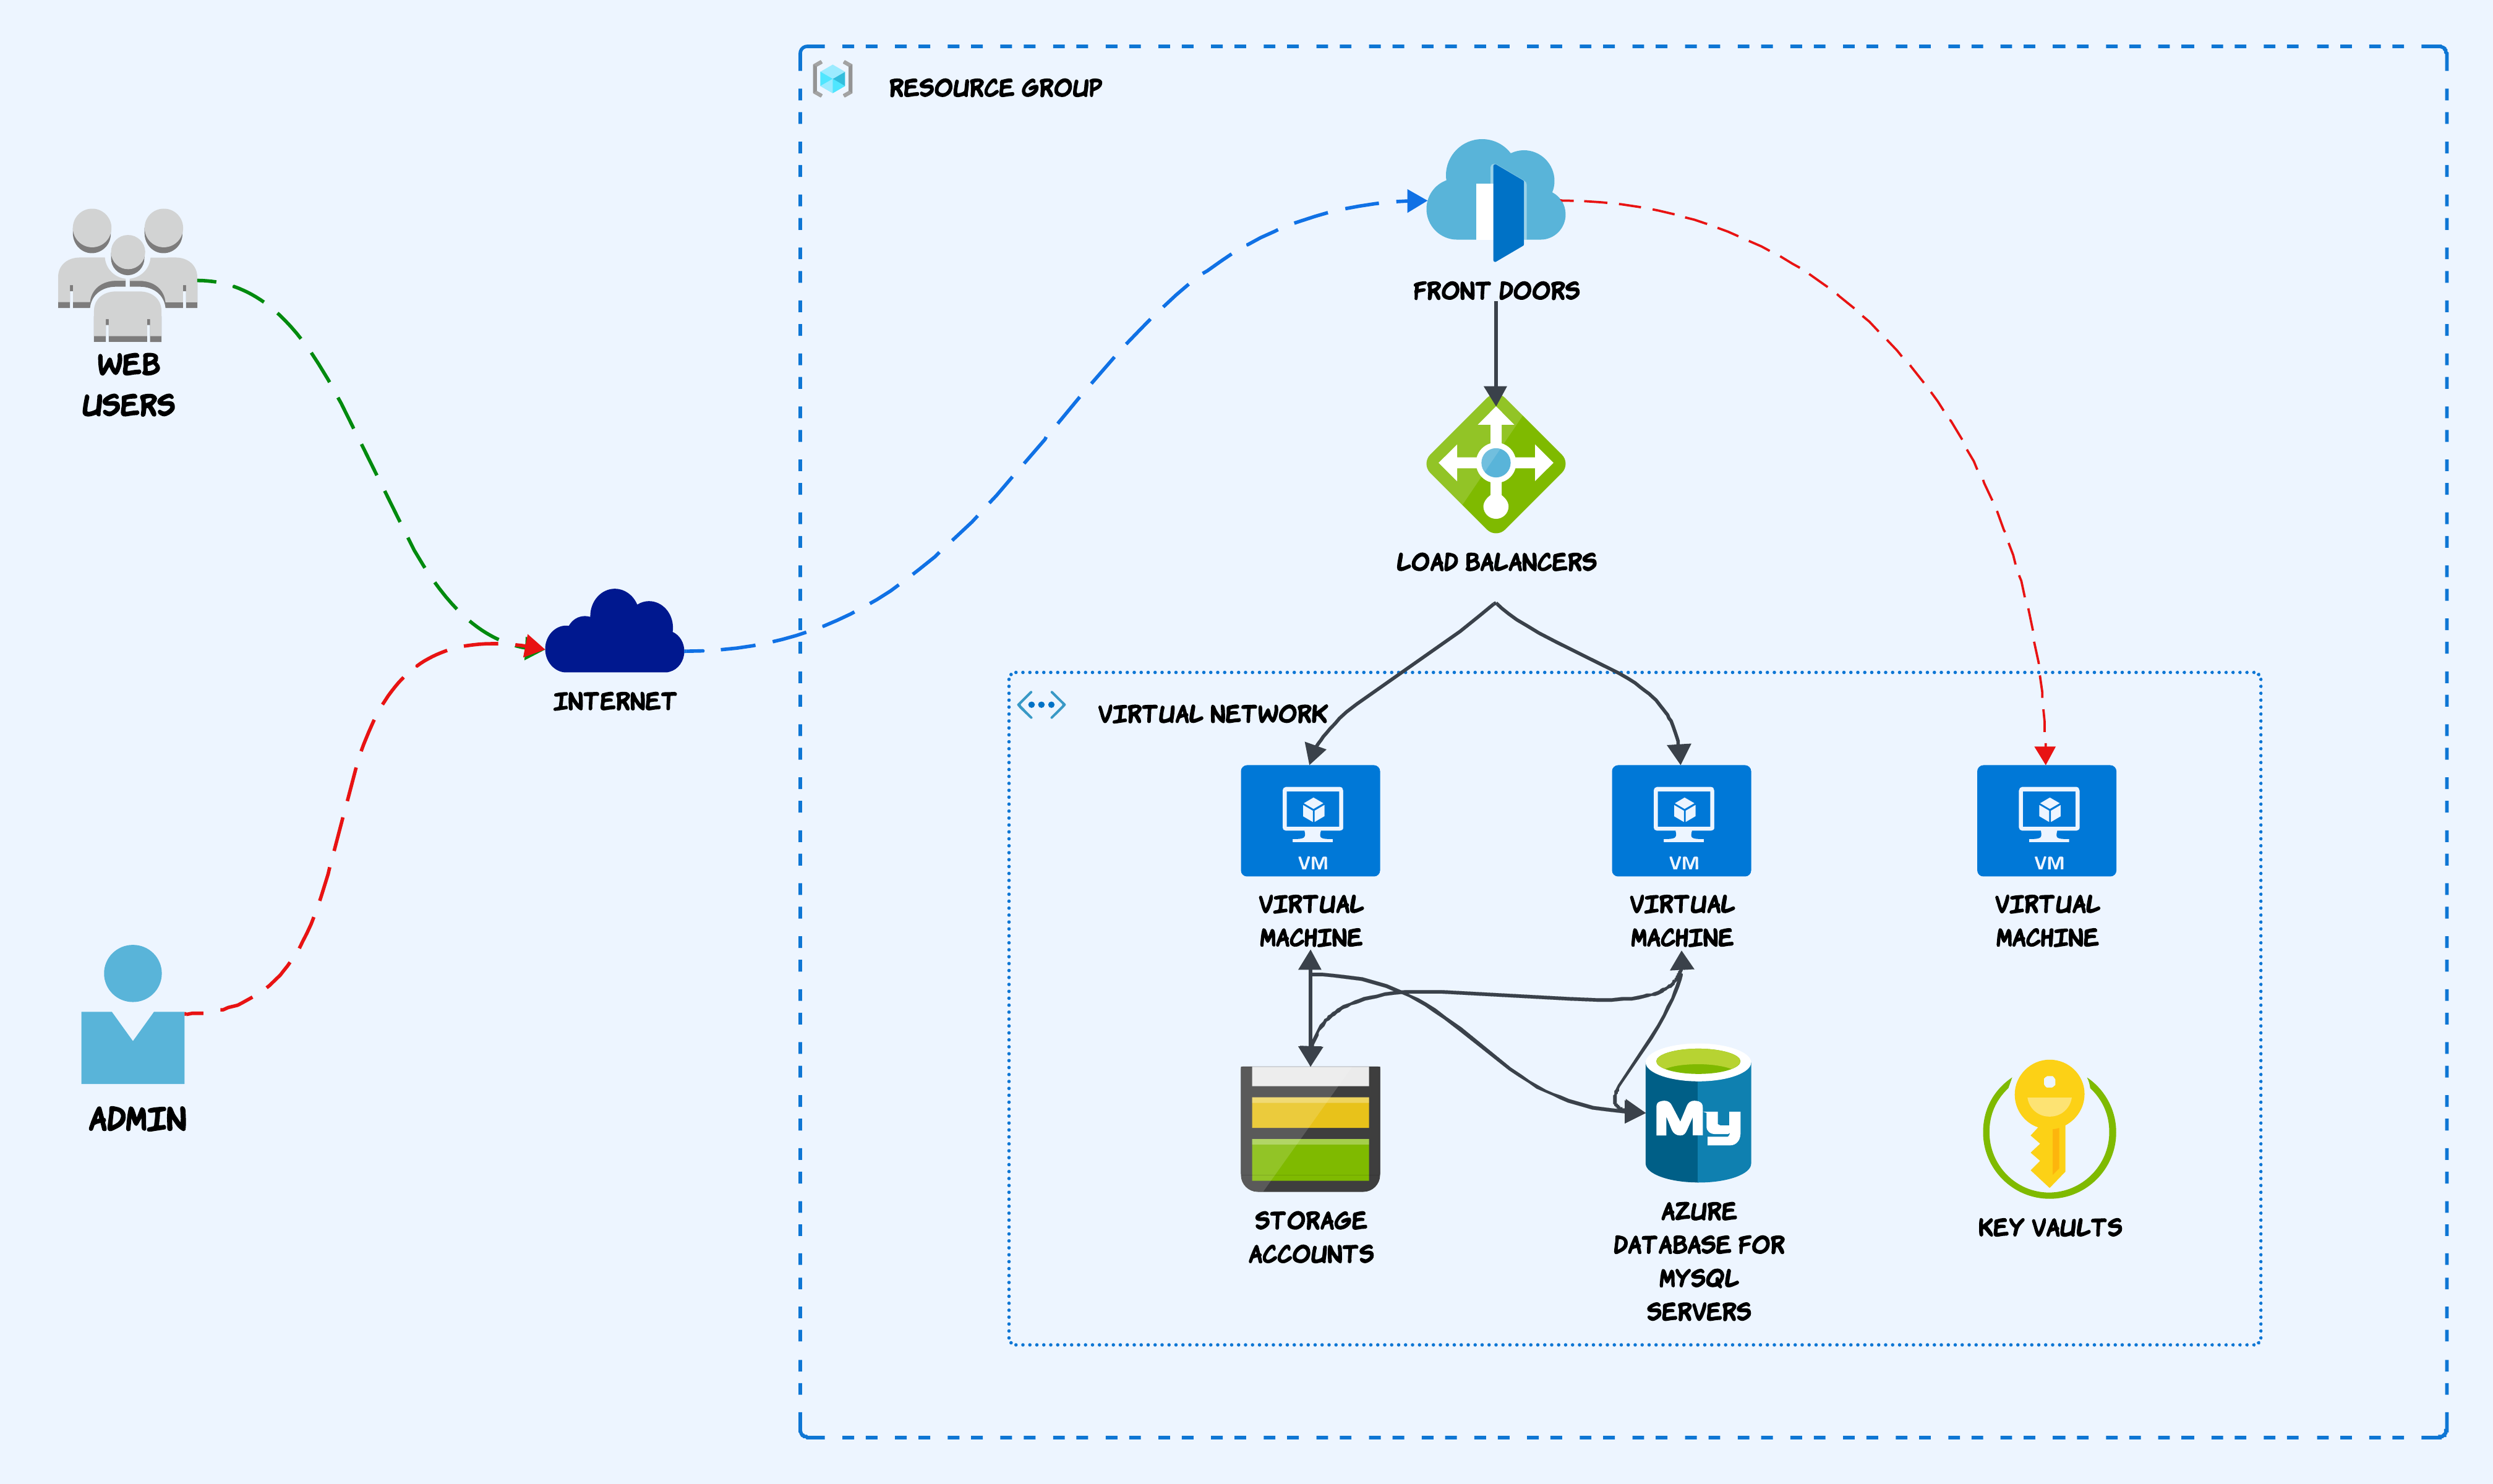 RESOURCE GROUP
FRONT DOORS
WEB
USERS
LOAD BALANCERS
INTERNET
VIRTUAL NETWORK
VM
VM
VM
VIRTUAL
MACHINE
VIRTUAL
MACHINE
VIRTUAL
MACHINE
ADMIN
My
STORAGE
ACCOUNTS
AZURE
DATABASE FOR
MYSQL
SERVERS
KEY VAULTS